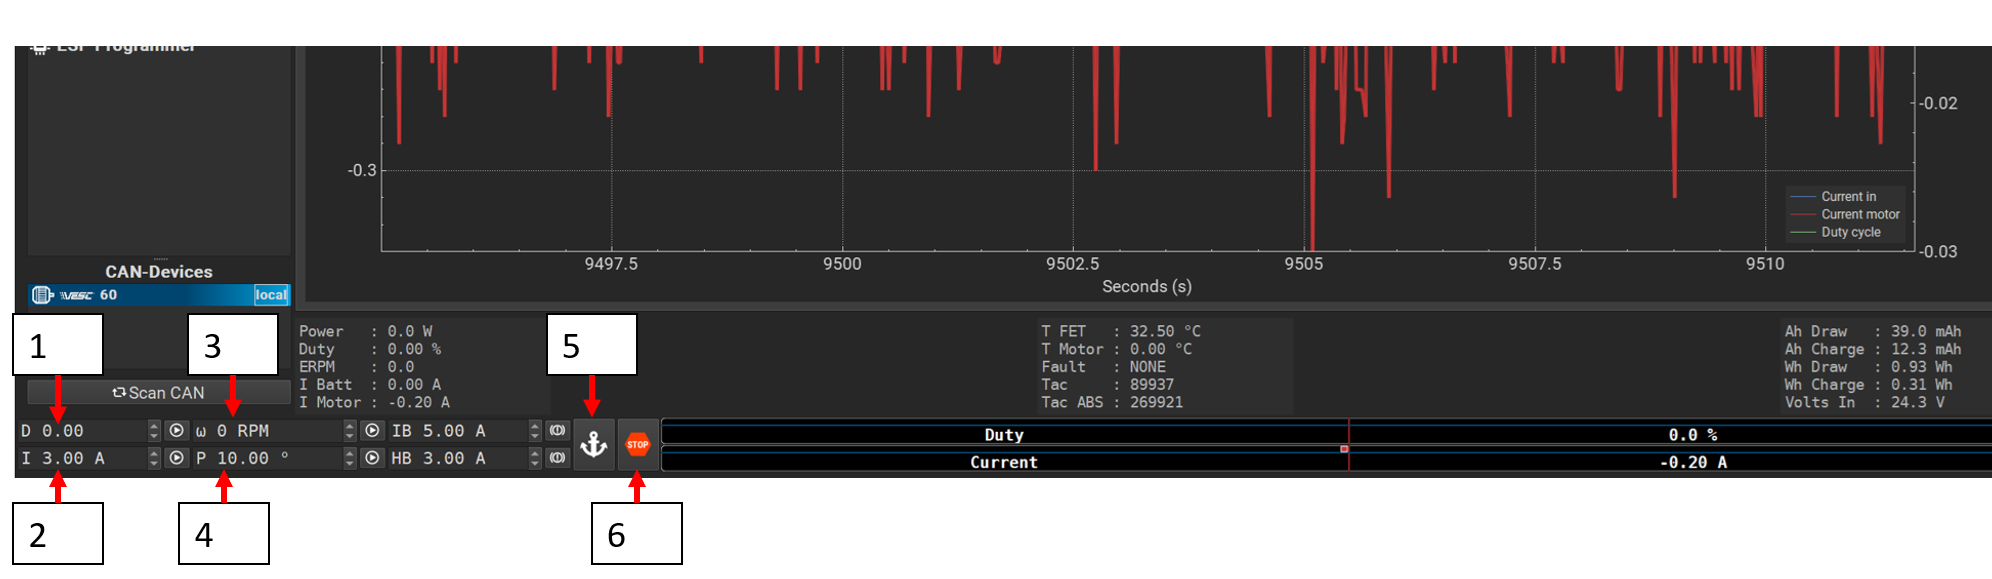 ESP Programmer
-0.3
-0.02
-0.03
Current in
Current motor
Duty cycle
9497.5 9500 9502.5 9505 9507.5 9510
Seconds (s)
CAN-Devices
VESC 60 local
1 3 5
Scan CAN
Power : 0.0 W
Duty : 0.00 %
ERPM : 0.0
I Batt : 0.00 A
I Motor : -0.20 A
T FET : 32.50 °C
T Motor : 0.00 °C
Fault : NONE
Tac : 89937
Tac ABS : 269921
Ah Draw : 39.0 mAh
Ah Charge : 12.3 mAh
Wh Draw : 0.93 Wh
Wh Charge : 0.31 Wh
Volts In : 24.3 V
D 0.00 ω 0 RPM IB 5.00 A
I 3.00 A P 10.00 ° HB 3.00 A
STOP
Duty 0.0 %
Current -0.20 A
2 4 6